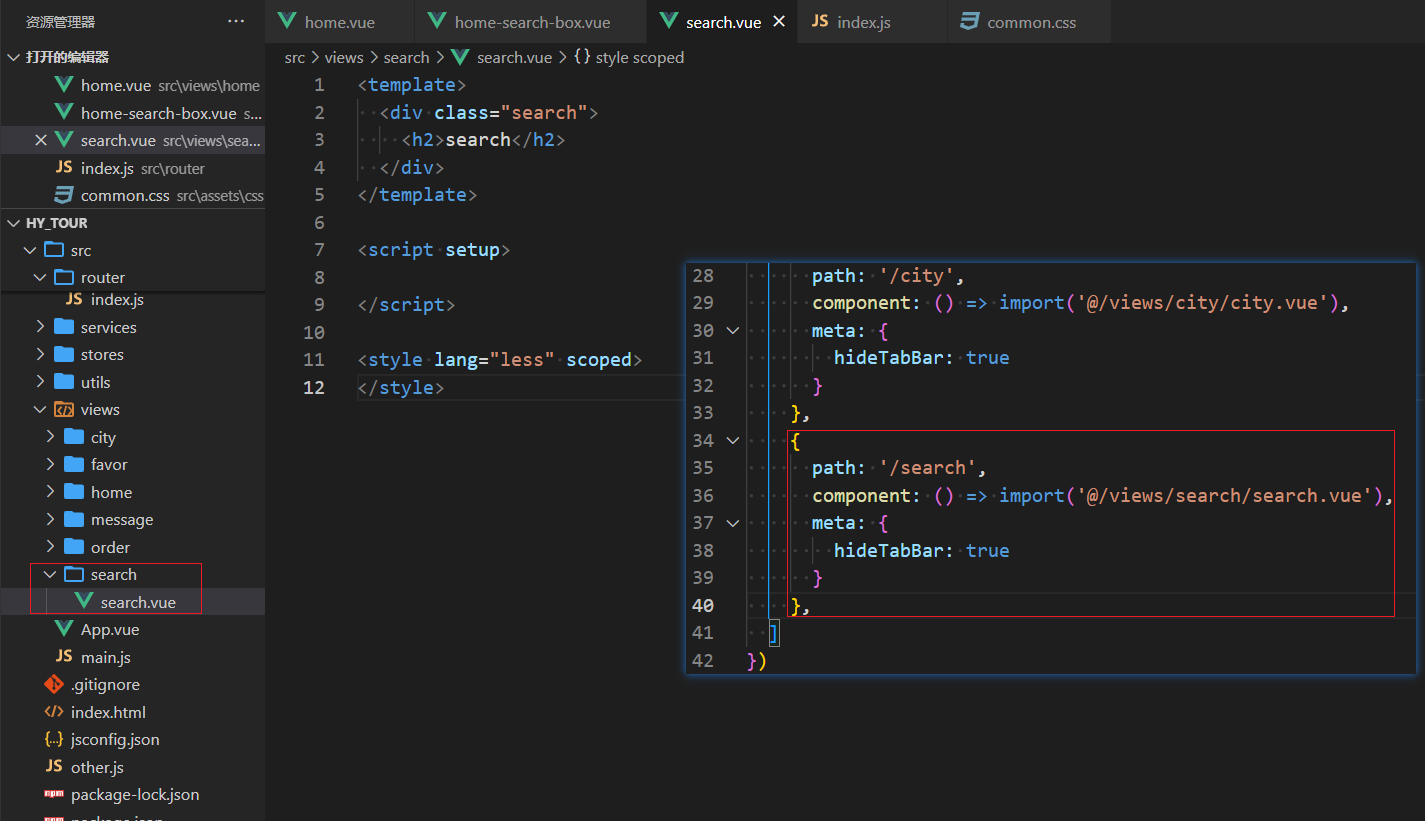 资源管理器 ···
打开的编辑器
home.vue src\views\home
home-search-box.vue s...
search.vue src\views\sea...
JS index.js src\router
common.css src\assets\css
HY_TOUR
src
router
JS index.js
services
stores
utils
views
city
favor
home
message
order
search
search.vue
App.vue
JS main.js
.gitignore
index.html
{..} jsconfig.json
JS other.js
package-lock.json
home.vue home-search-box.vue search.vue JS index.js common.css
src > views > search > search.vue > {} style scoped
1 <template>
2 <div class="search">
3 <h2>search</h2>
4 </div>
5 </template>
6
7 <script setup>
8
9 </script>
10
11 <style lang="less" scoped>
12 </style>
28 path: '/city',
29 component: () => import('@/views/city/city.vue'),
30 meta: {
31 hideTabBar: true
32 }
33 },
34 {
35 path: '/search',
36 component: () => import('@/views/search/search.vue'),
37 meta: {
38 hideTabBar: true
39 }
40 },
41 ]
42 })